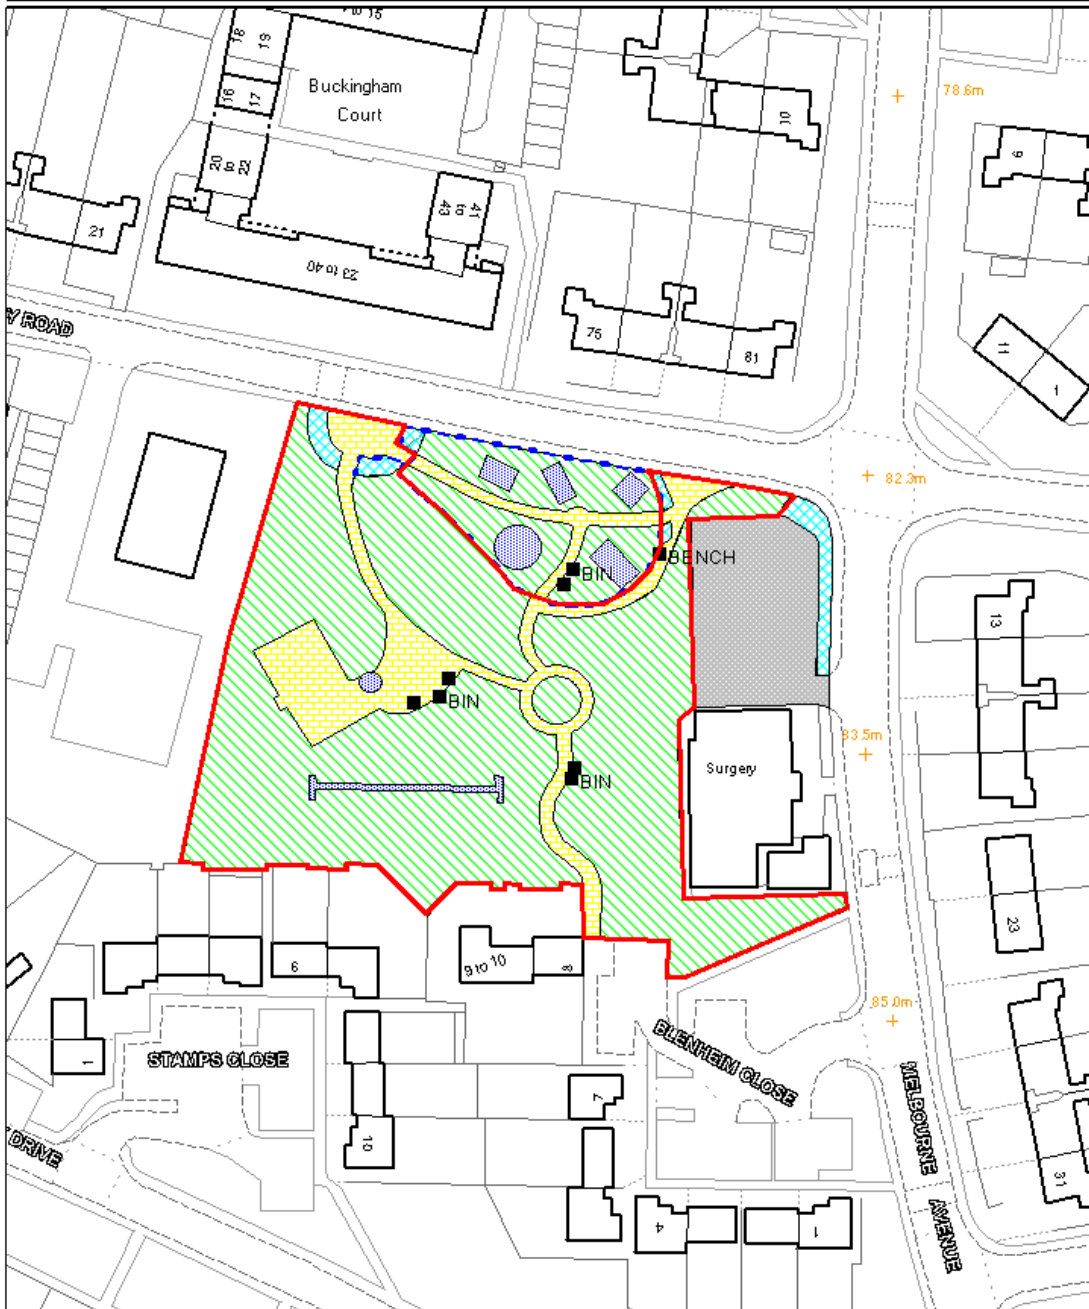 to 15
18
19
16
17
Buckingham
Court
10
78.6m
9
20
to
22
41
to
43
21
23 to 40
75
81
11
1
Y ROAD
82.3m
BENCH
BIN
13
BIN
83.5m
Surgery
BIN
23
6
9 to 10
8
85.0m
1
STAMPS CLOSE
BLENHEIM CLOSE
7
10
DRIVE
MELBOURNE AVENUE
31
4
1